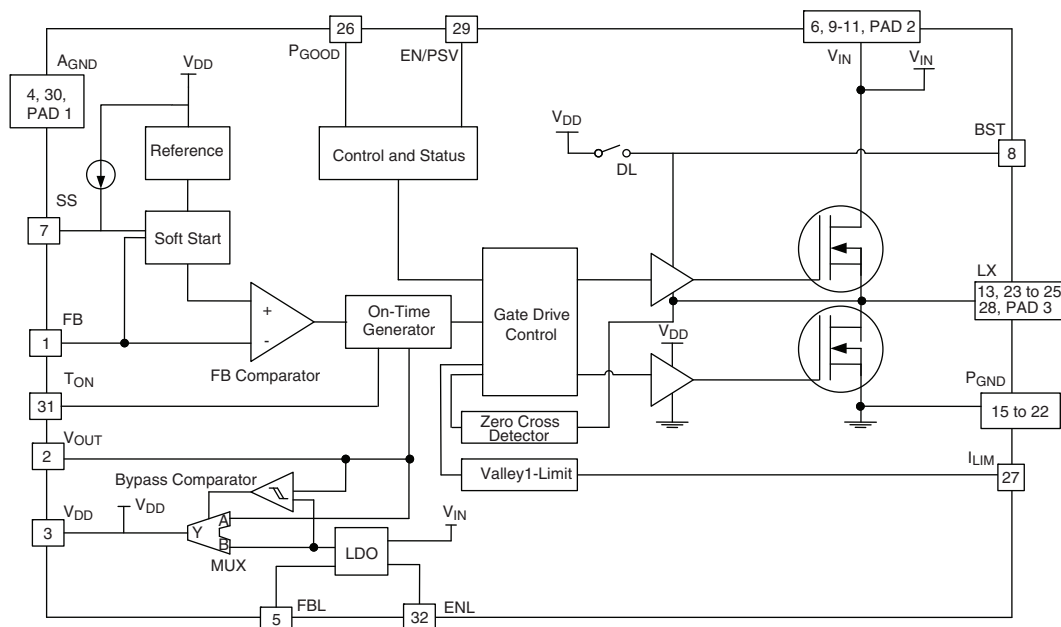 26
29
6, 9-11, PAD 2
AGND
PGOOD
EN/PSV
VIN
VIN
VDD
4, 30,
PAD 1
VDD
BST
Reference
Control and Status
DL
8
SS
7
Soft Start
LX
13, 23 to 25
28, PAD 3
FB
1
+
-
FB Comparator
On-Time
Generator
Gate Drive
Control
VDD
TON
31
PGND
15 to 22
Zero Cross
Detector
VOUT
2
Bypass Comparator
Valley1-Limit
ILIM
27
VDD
3
VDD
Y
A
B
MUX
VIN
LDO
FBL
5
ENL
32